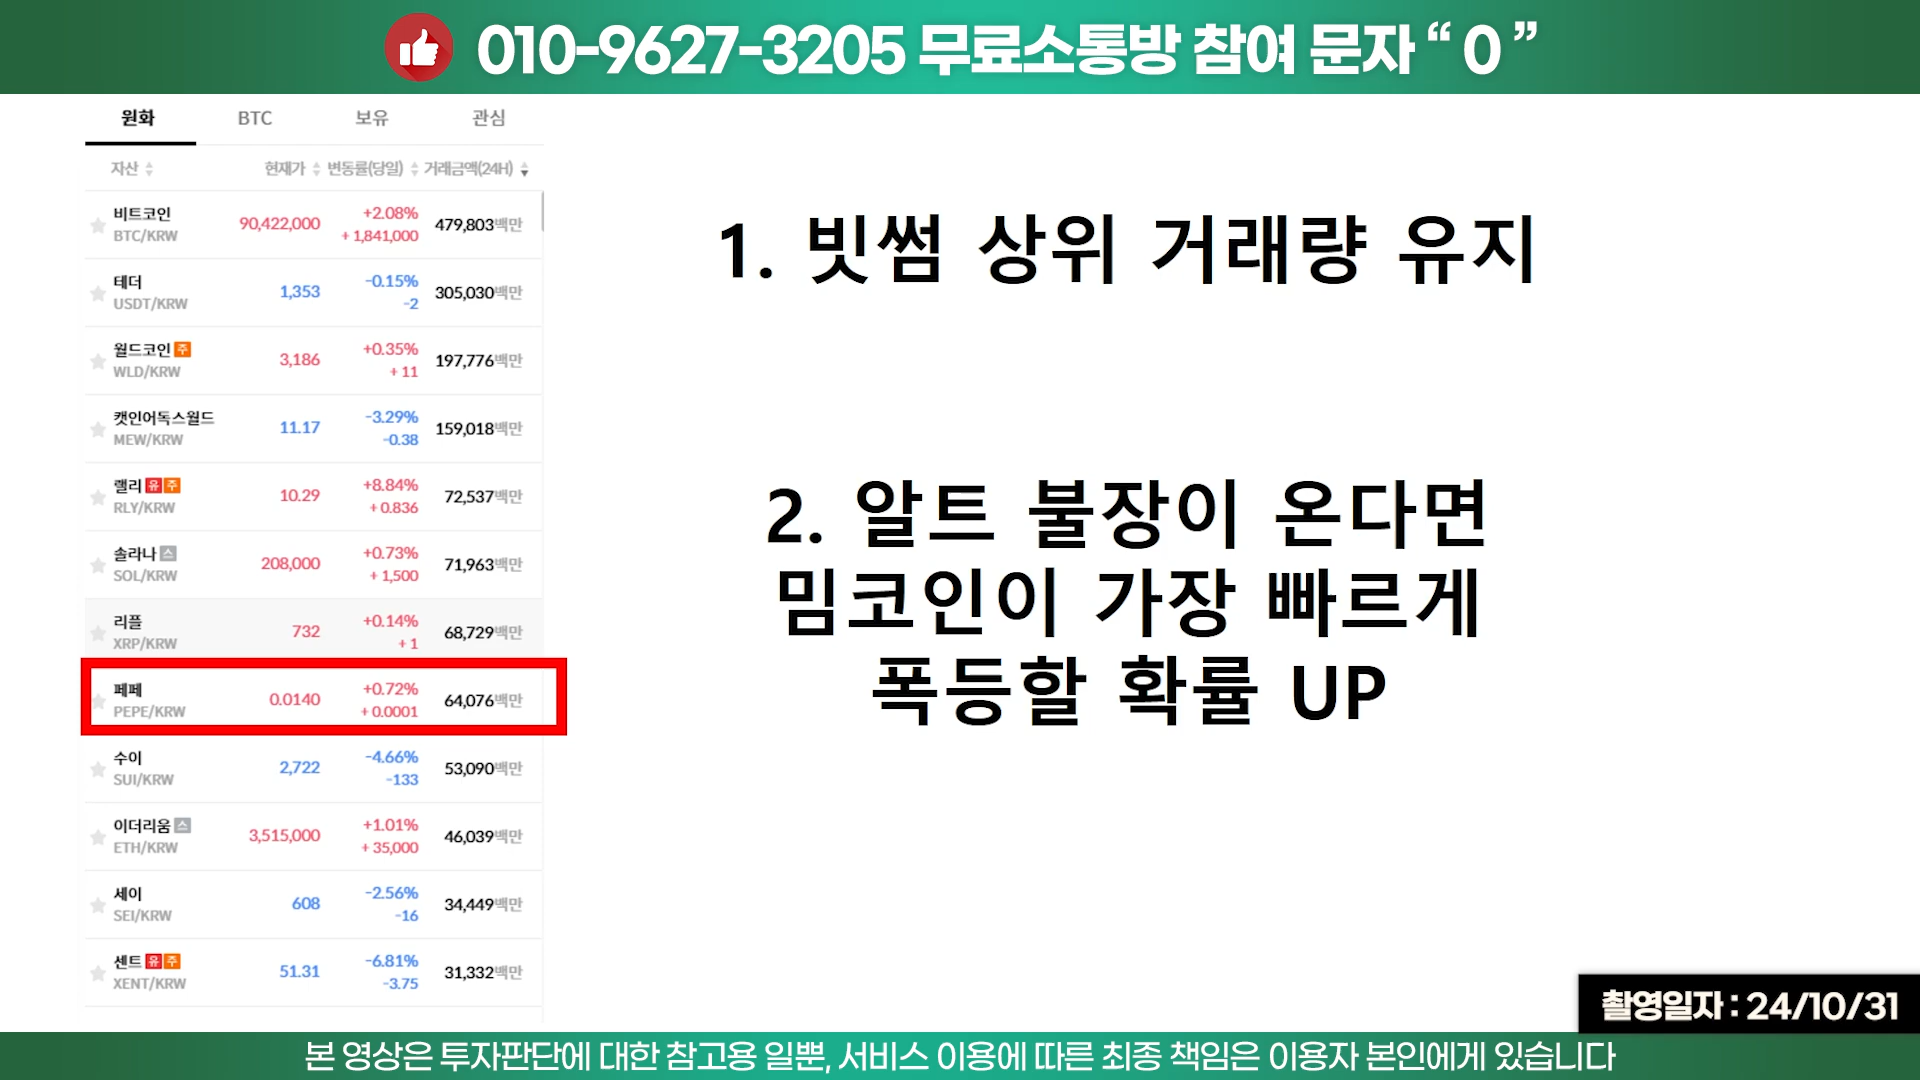 010-9627-3205 무료소통방 참여 문자 “ 0 ”
원화 BTC 보유 관심
자산 현재가 변동률(당일) 거래금액(24H)
비트코인 90,422,000 +2.08% 479,803백만
BTC/KRW +1,841,000
테더 1,353 -0.15% 305,030백만
USDT/KRW -2
월드코인 주 3,186 +0.35% 197,776백만
WLD/KRW +11
캣인어독스월드 11.17 -3.29% 159,018백만
MEW/KRW -0.38
랠리 유 주 10.29 +8.84% 72,537백만
RLY/KRW +0.836
솔라나 스 208,000 +0.73% 71,963백만
SOL/KRW +1,500
리플 732 +0.14% 68,729백만
XRP/KRW +1
페페 0.0140 +0.72% 64,076백만
PEPE/KRW +0.0001
수이 2,722 -4.66% 53,090백만
SUI/KRW -133
이더리움 스 3,515,000 +1.01% 46,039백만
ETH/KRW +35,000
세이 608 -2.56% 34,449백만
SEI/KRW -16
센트 유 주 51.31 -6.81% 31,332백만
XENT/KRW -3.75
1. 빗썸 상위 거래량 유지
2. 알트 불장이 온다면
밈코인이 가장 빠르게
폭등할 확률 UP
촬영일자 : 24/10/31
본 영상은 투자판단에 대한 참고용 일뿐, 서비스 이용에 따른 최종 책임은 이용자 본인에게 있습니다